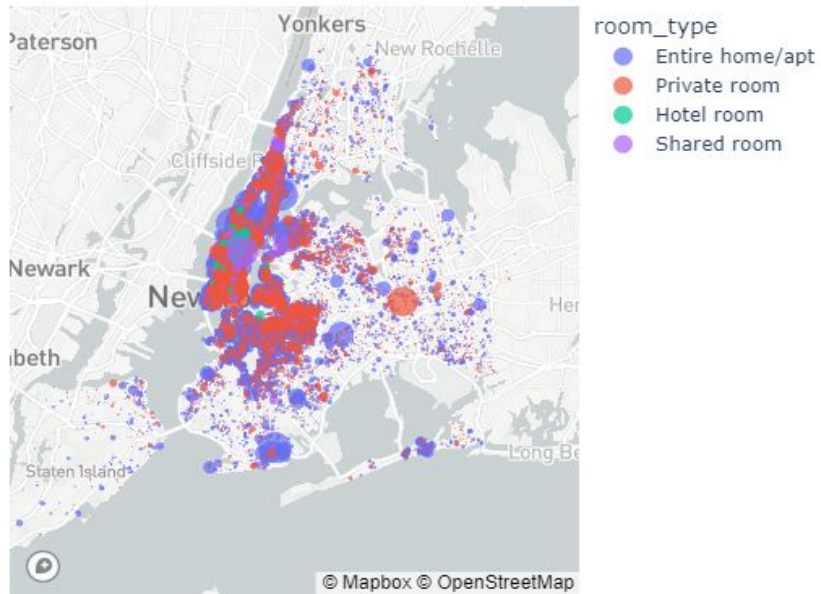 Paterson
Yonkers
New Rochelle
Cliffside
Newark
New
Her
abeth
Staten Island
Long Be
© Mapbox © OpenStreetMap
room_type
Entire home/apt
Private room
Hotel room
Shared room